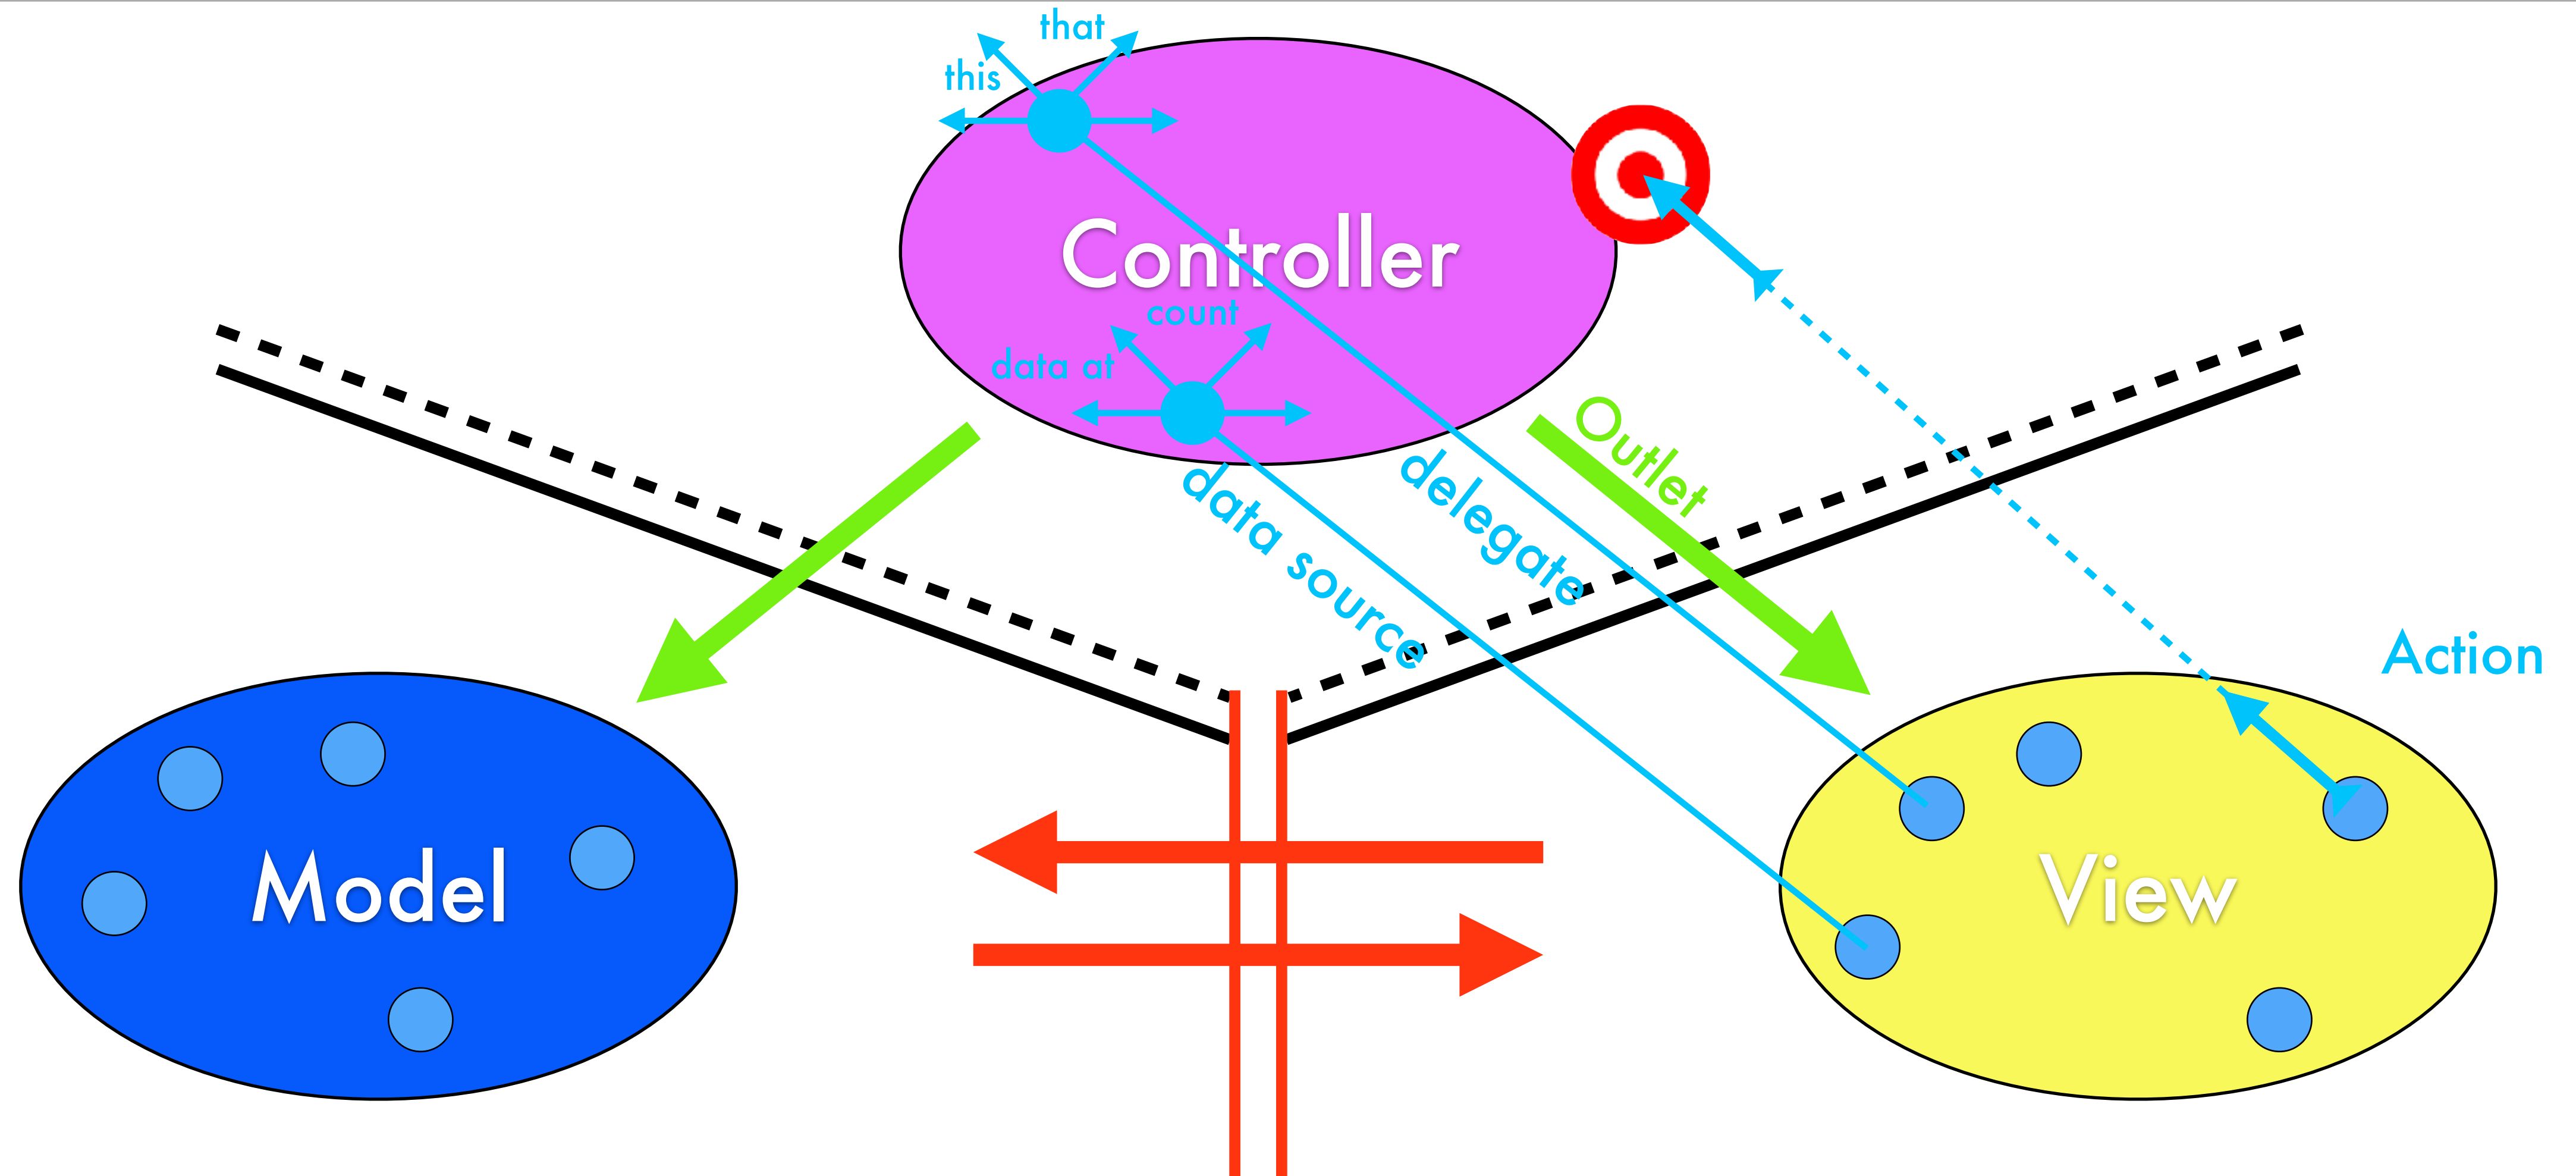 that
this
Controller
count
data at
Outlet
delegate
data source
Action
Model
View